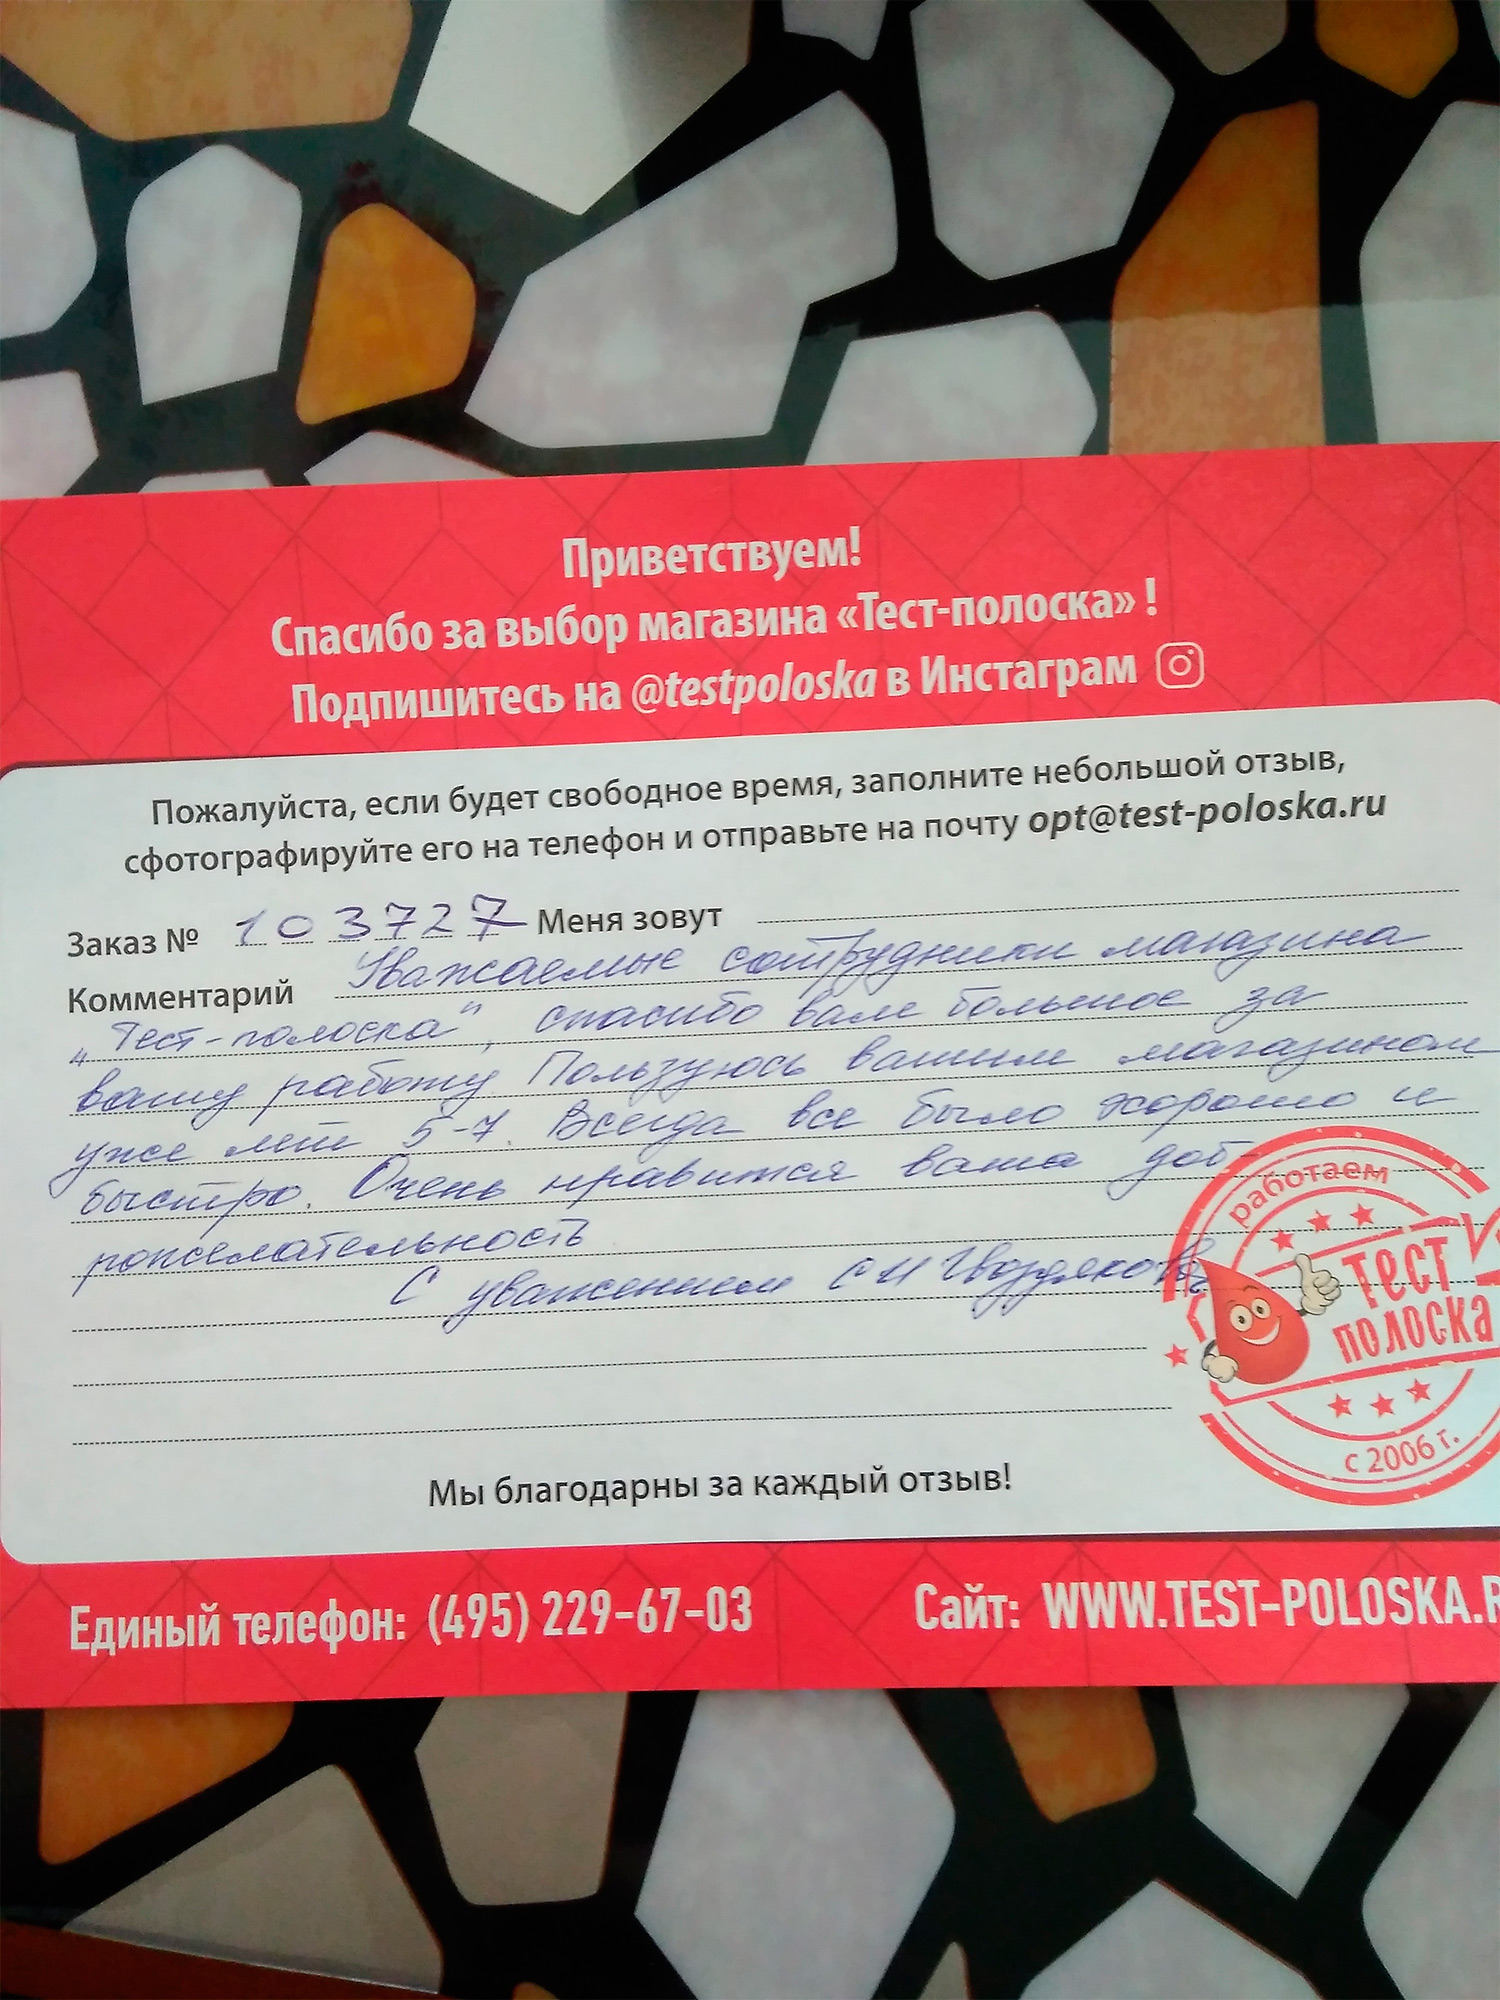 Приветствуем!
Спасибо за выбор магазина «Тест-полоска» !
Подпишитесь на @testpoloska в Инстаграм
Пожалуйста, если будет свободное время, заполните небольшой отзыв,
сфотографируйте его на телефон и отправьте на почту opt@test-poloska.ru
Заказ № 103727 Меня зовут
Комментарий Уважаемые сотрудники магазина
„Тест-полоска", спасибо вам большое за
вашу работу. Пользуюсь вашим магазином
уже лет 5-7. Всегда все было хорошо и
быстро. Очень нравится ваша доб-
рожелательность
С уважением С Н Гвоздякова
работаем
ТЕСТ
ПОЛОСКА
с 2006 г.
Мы благодарны за каждый отзыв!
Единый телефон: (495) 229-67-03 Сайт: WWW.TEST-POLOSKA.R